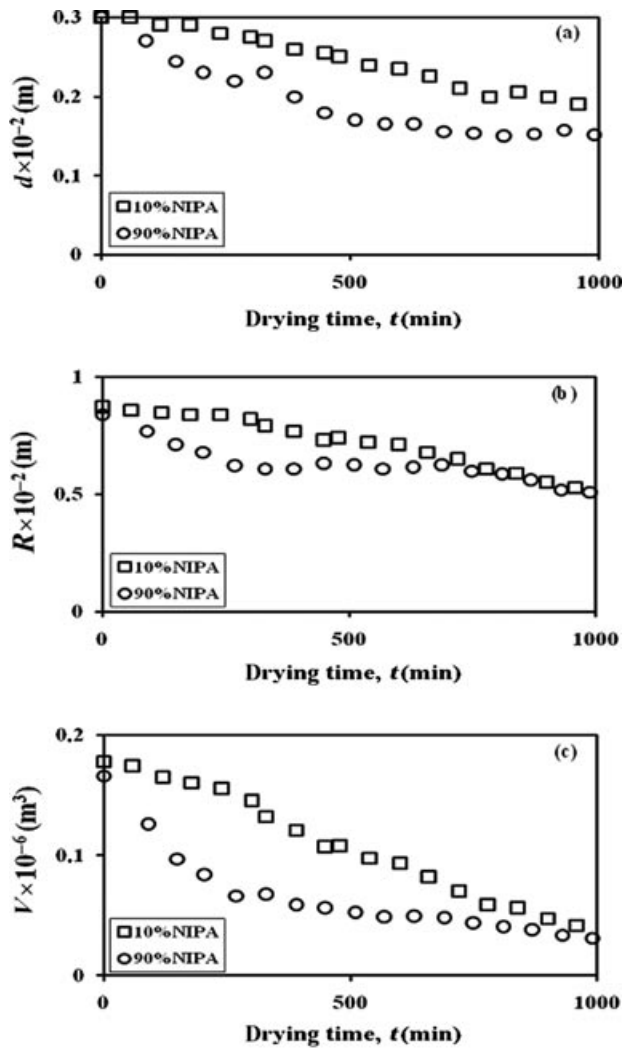 0.3
(a)
0.2
0.1
0
d×10⁻² (m)
□ 10%NIPA
○ 90%NIPA
0 500 1000
Drying time, t(min)
1
(b)
0.5
0
R×10⁻² (m)
□ 10%NIPA
○ 90%NIPA
0 500 1000
Drying time, t(min)
0.2
(c)
0.1
0
V×10⁻⁶ (m³)
□ 10%NIPA
○ 90%NIPA
0 500 1000
Drying time, t(min)